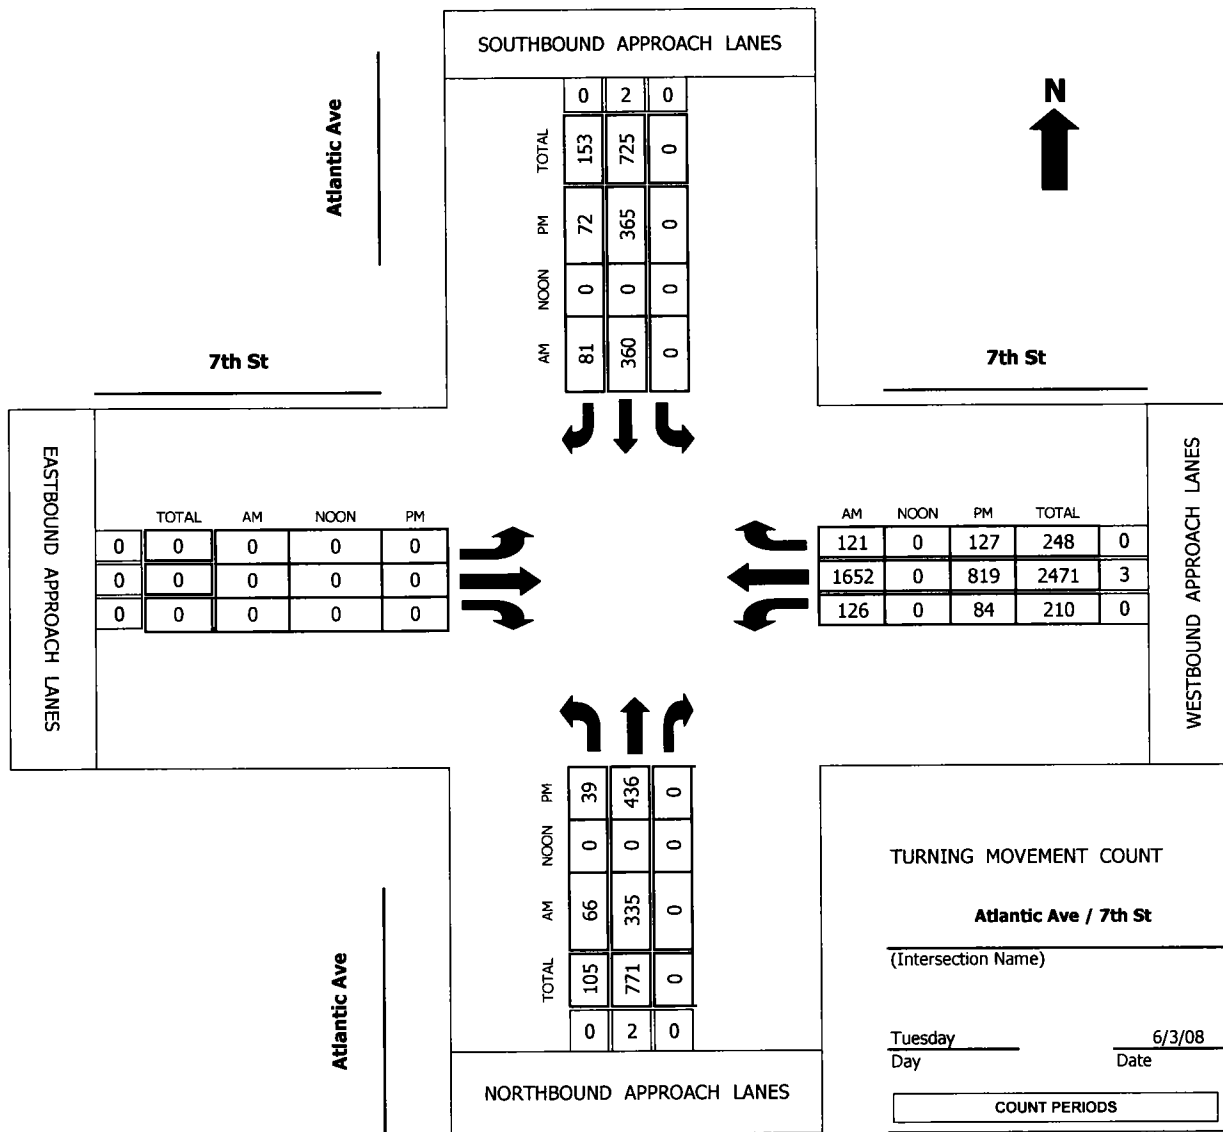 SOUTHBOUND APPROACH LANES
0 2 0
TOTAL 153 725 0
PM 72 365 0
NOON 0 0 0
AM 81 360 0
Atlantic Ave
N
7th St
7th St
EASTBOUND APPROACH LANES
TOTAL AM NOON PM
0 0 0 0 0
0 0 0 0 0
0 0 0 0 0
AM NOON PM TOTAL
121 0 127 248 0
1652 0 819 2471 3
126 0 84 210 0
WESTBOUND APPROACH LANES
PM 39 436 0
NOON 0 0 0
AM 66 335 0
TOTAL 105 771 0
0 2 0
NORTHBOUND APPROACH LANES
Atlantic Ave
TURNING MOVEMENT COUNT
Atlantic Ave / 7th St
(Intersection Name)
Tuesday 6/3/08
Day Date
COUNT PERIODS